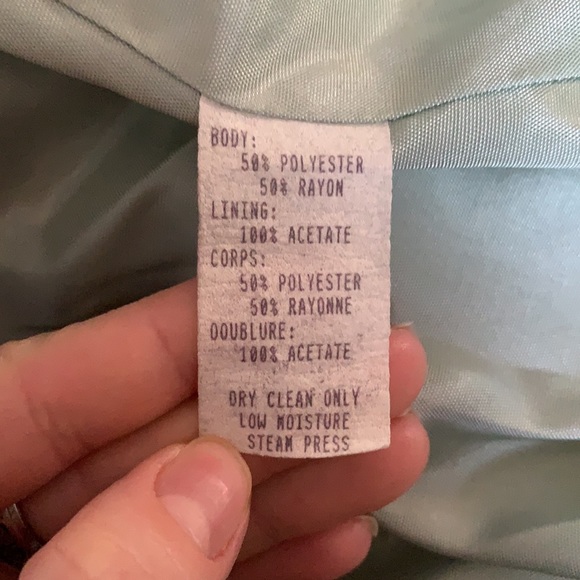 BODY:
50% POLYESTER
50% RAYON
LINING:
100% ACETATE
CORPS:
50% POLYESTER
50% RAYONNE
DOUBLURE:
100% ACETATE
DRY CLEAN ONLY
LOW MOISTURE
STEAM PRESS